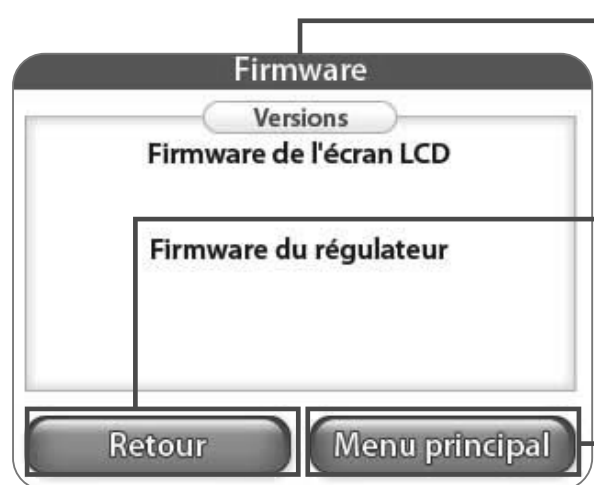 Firmware
Versions
Firmware de l'écran LCD
Firmware du régulateur
Retour
Menu principal